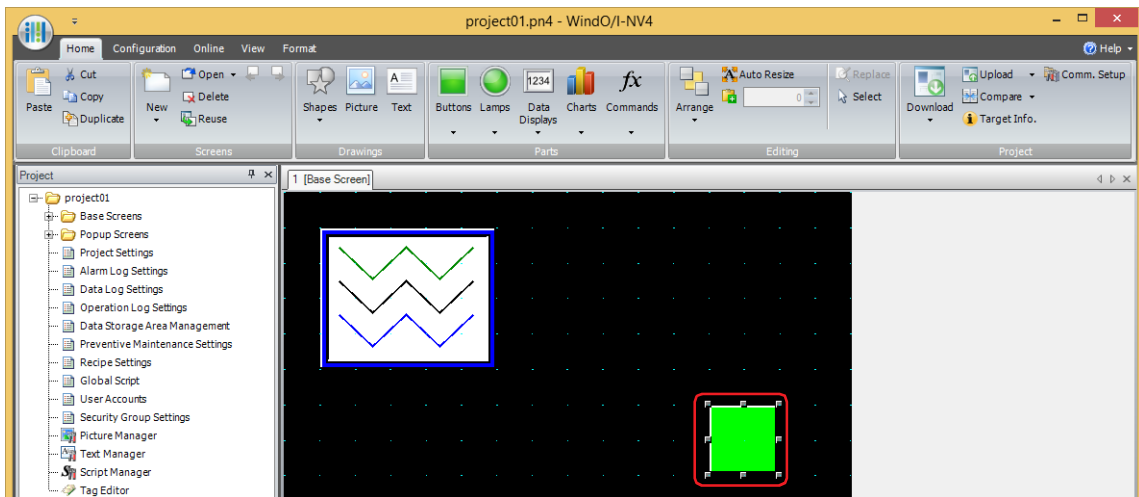 project01.pn4 - WindO/I-NV4
Home Configuration Online View Format Help
Paste
Cut
Copy
Duplicate
Clipboard
New
Open
Delete
Reuse
Screens
Shapes Picture Text
Drawings
Buttons Lamps Data Displays Charts Commands
1234
fx
A
Parts
Arrange
Auto Resize
0
Replace
Select
Editing
Download
Upload
Compare
Target Info.
Comm. Setup
Project
Project
project01
Base Screens
Popup Screens
Project Settings
Alarm Log Settings
Data Log Settings
Operation Log Settings
Data Storage Area Management
Preventive Maintenance Settings
Recipe Settings
Global Script
User Accounts
Security Group Settings
Picture Manager
Text Manager
Script Manager
Tag Editor
1 [Base Screen]